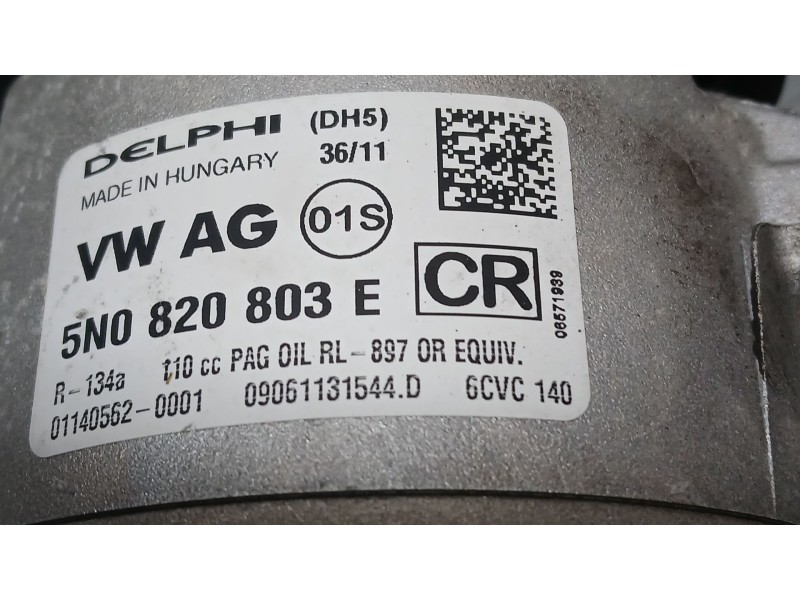 DELPHI (DH5)
MADE IN HUNGARY 36/11
VW AG 01S
5N0 820 803 E CR
R-134a 110 cc PAG OIL RL-897 OR EQUIV.
01140562-0001 09061131544.D 6CVC 140
06571939